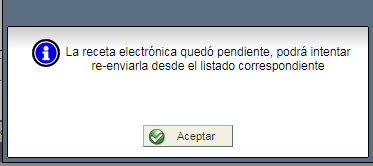 La receta electrónica quedó pendiente, podrá intentar
re-enviarla desde el listado correspondiente
Aceptar